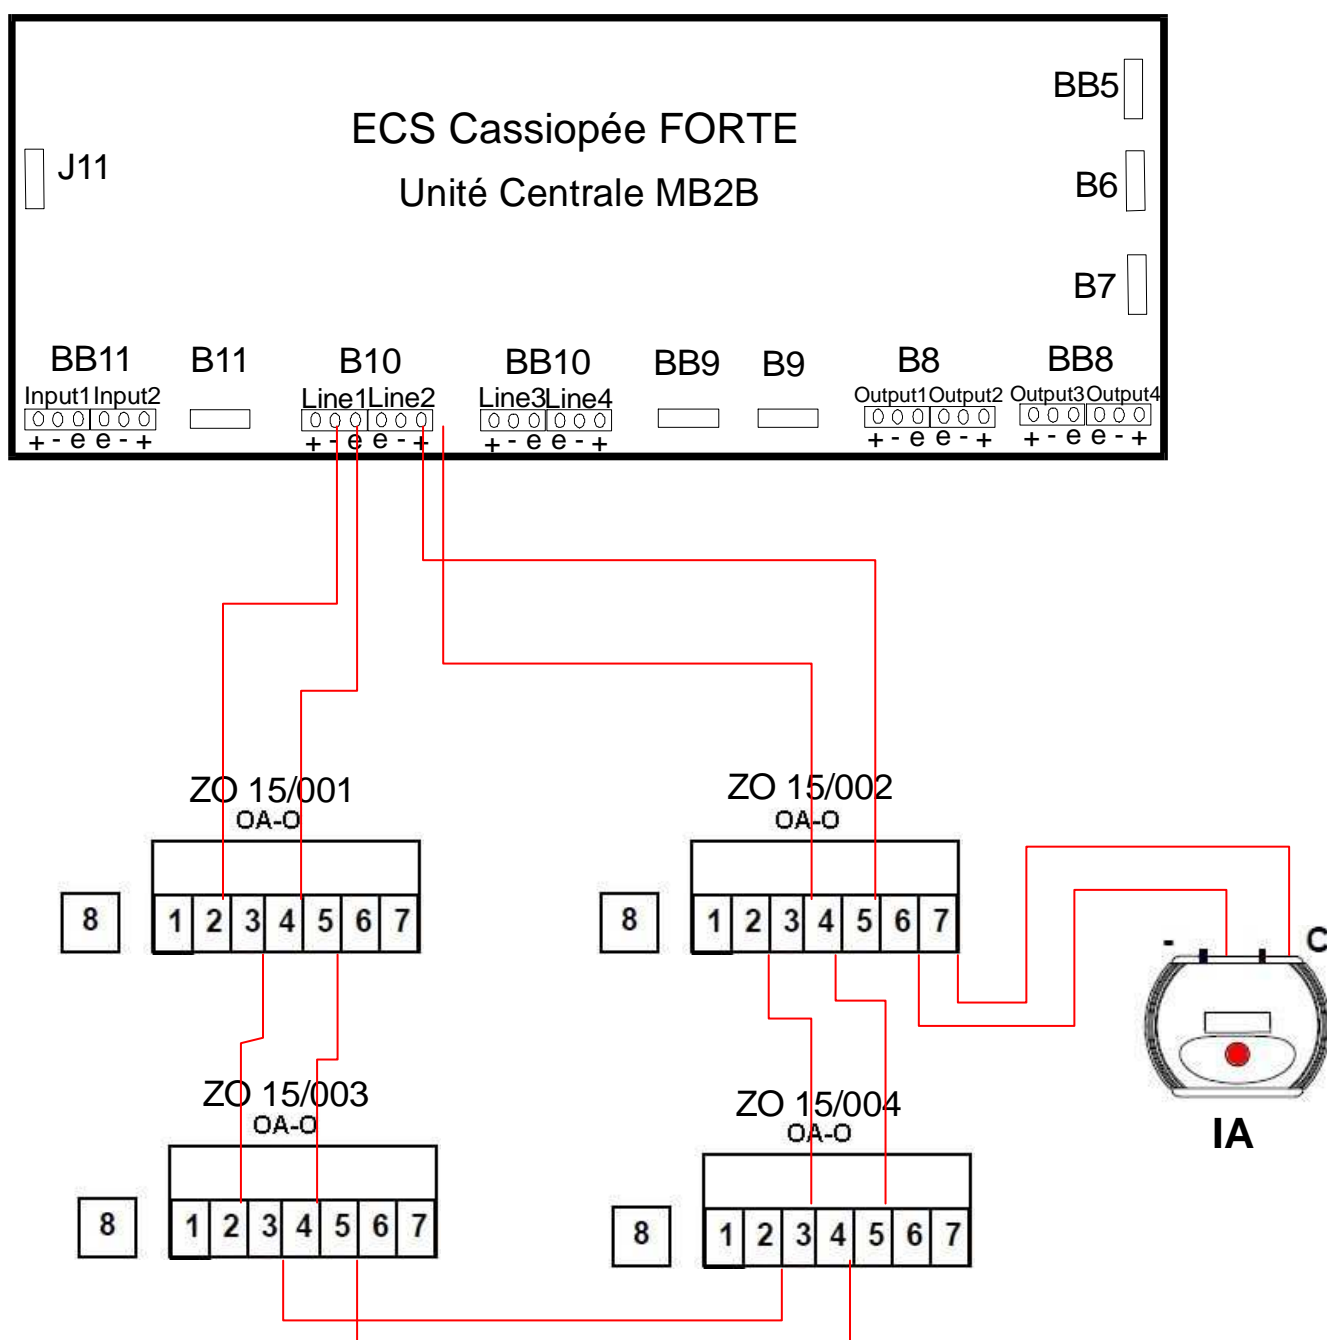 ECS Cassiopée FORTE
Unité Centrale MB2B
J11
BB5
B6
B7
BB11 B11 B10 BB10 BB9 B9 B8 BB8
Input1 Input2 Line1 Line2 Line3 Line4 Output1 Output2 Output3 Output4
+ - e e - + + - e e - + + - e e - + + - e e - + + - e e - +
ZO 15/001
OA-O
8 1 2 3 4 5 6 7
ZO 15/002
OA-O
8 1 2 3 4 5 6 7
- C
IA
ZO 15/003
OA-O
8 1 2 3 4 5 6 7
ZO 15/004
OA-O
8 1 2 3 4 5 6 7